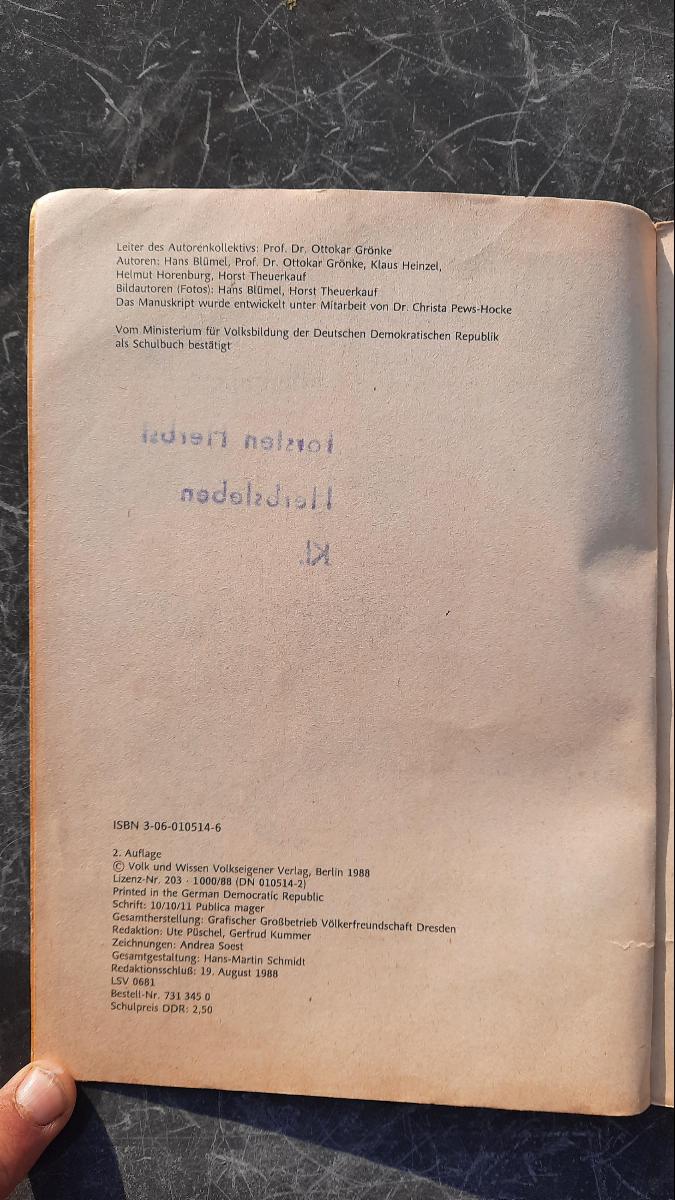 Leiter des Autorenkollektivs: Prof. Dr. Ottokar Grönke
Autoren: Hans Blümel, Prof. Dr. Ottokar Grönke, Klaus Heinzel,
Helmut Horenburg, Horst Theuerkauf
Bildautoren (Fotos): Hans Blümel, Horst Theuerkauf
Das Manuskript wurde entwickelt unter Mitarbeit von Dr. Christa Pews-Hocke
Vom Ministerium für Volksbildung der Deutschen Demokratischen Republik
als Schulbuch bestätigt
Torsten Herbst
Herbsleben
Kl.
ISBN 3-06-010514-6
2. Auflage
© Volk und Wissen Volkseigener Verlag, Berlin 1988
Lizenz-Nr. 203 · 1000/88 (DN 010514-2)
Printed in the German Democratic Republic
Schrift: 10/10/11 Publica mager
Gesamtherstellung: Grafischer Großbetrieb Völkerfreundschaft Dresden
Redaktion: Ute Püschel, Gertrud Kummer
Zeichnungen: Andrea Soest
Gesamtgestaltung: Hans-Martin Schmidt
Redaktionsschluß: 19. August 1988
LSV 0681
Bestell-Nr. 731 345 0
Schulpreis DDR: 2,50